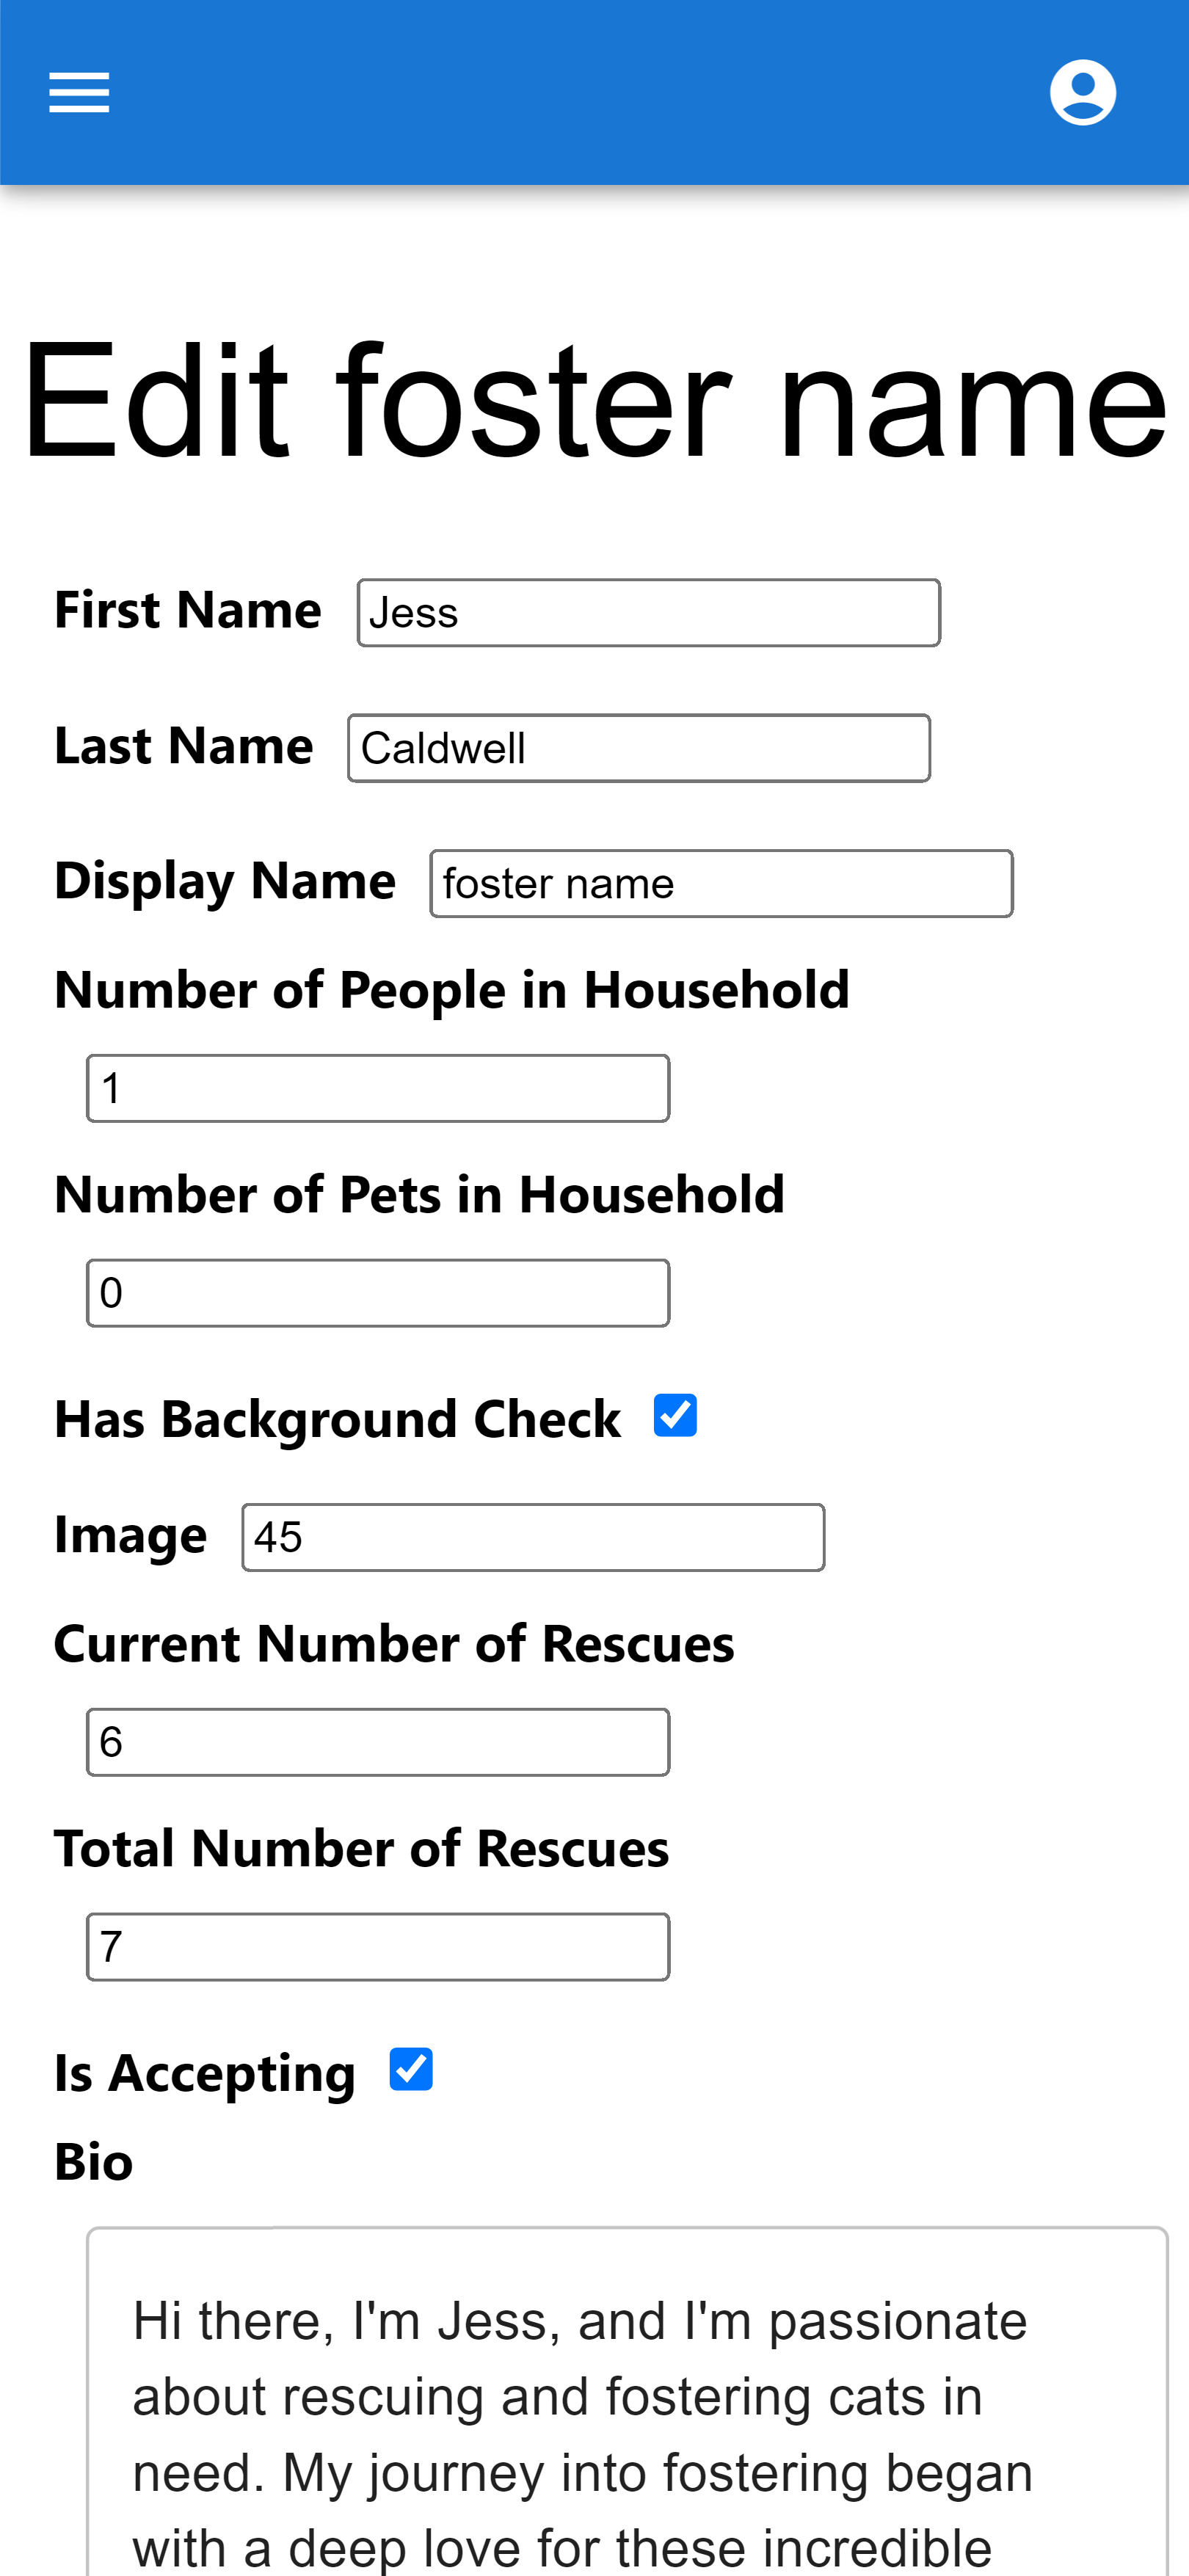 Edit foster name
First Name Jess
Last Name Caldwell
Display Name foster name
Number of People in Household
1
Number of Pets in Household
0
Has Background Check
Image 45
Current Number of Rescues
6
Total Number of Rescues
7
Is Accepting
Bio
Hi there, I'm Jess, and I'm passionate
about rescuing and fostering cats in
need. My journey into fostering began
with a deep love for these incredible